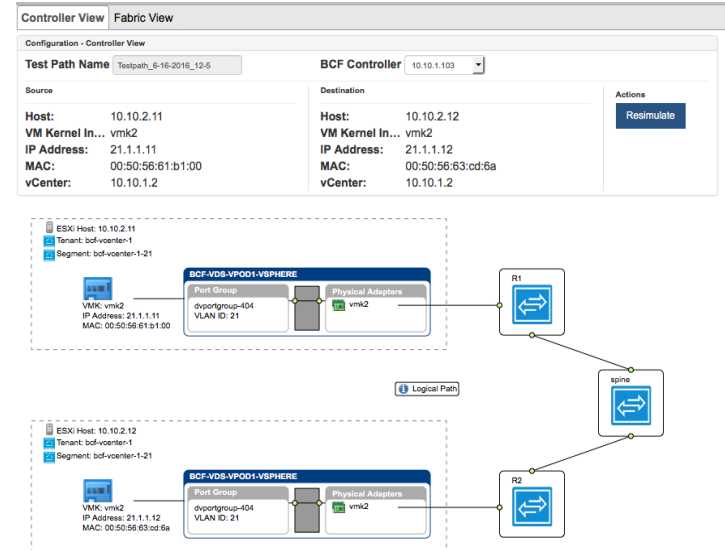 Controller View Fabric View
Configuration - Controller View
Test Path Name Testpath_6-16-2016_12-5 BCF Controller 10.10.1.103
Source Destination Actions
Host: 10.10.2.11 Host: 10.10.2.12 Resimulate
VM Kernel In... vmk2 VM Kernel In... vmk2
IP Address: 21.1.1.11 IP Address: 21.1.1.12
MAC: 00:50:56:61:b1:00 MAC: 00:50:56:63:cd:6a
vCenter: 10.10.1.2 vCenter: 10.10.1.2
ESXi Host: 10.10.2.11
Tenant: bcf-vcenter-1
Segment: bcf-vcenter-1-21
BCF-VDS-VPOD1-VSPHERE
Port Group Physical Adapters
dvportgroup-404 vmk2
VLAN ID: 21
VMK: vmk2
IP Address: 21.1.1.11
MAC: 00:50:56:61:b1:00
R1
spine
Logical Path
ESXi Host: 10.10.2.12
Tenant: bcf-vcenter-1
Segment: bcf-vcenter-1-21
BCF-VDS-VPOD1-VSPHERE
Port Group Physical Adapters
dvportgroup-404 vmk2
VLAN ID: 21
VMK: vmk2
IP Address: 21.1.1.12
MAC: 00:50:56:63:cd:6a
R2